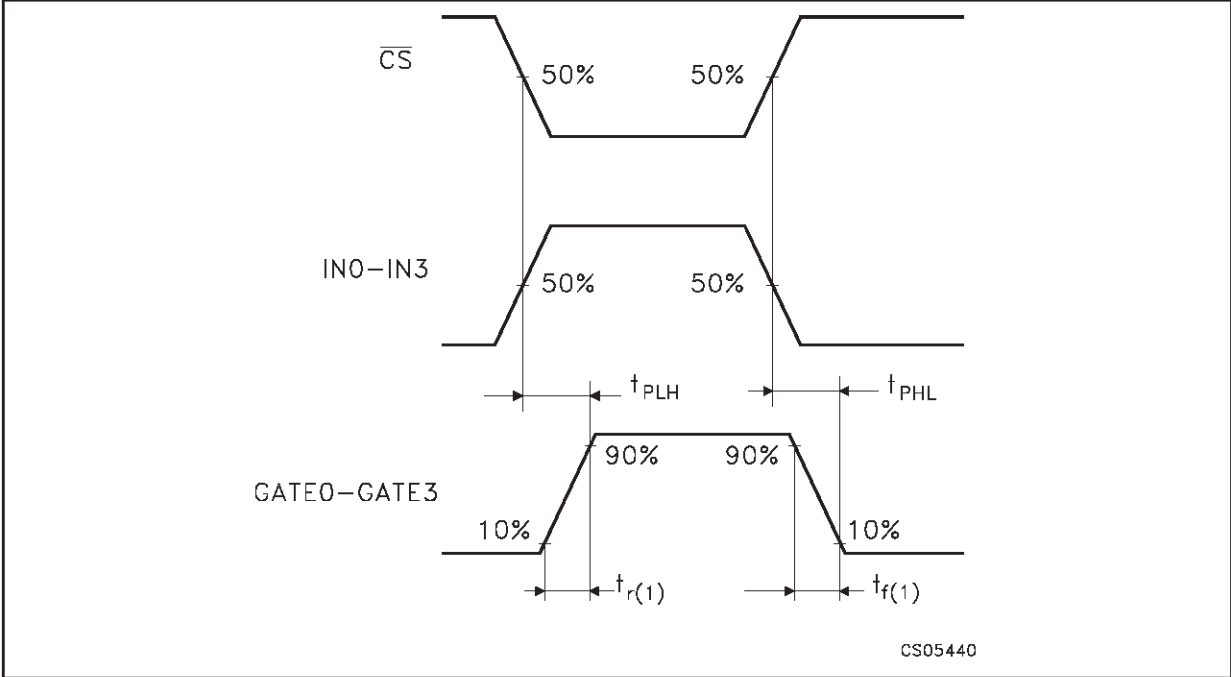 C̅S̅
50% 50%
IN0-IN3
50% 50%
tPLH tPHL
90% 90%
GATE0-GATE3
10% 10%
tr(1) tf(1)
CS05440